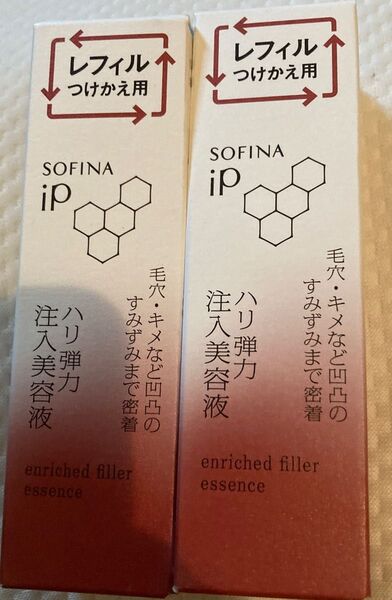 レフィル
つけかえ用
SOFINA
iP
毛穴・キメなど凹凸の
すみずみまで密着
ハリ弾力
注入美容液
enriched filler
essence
レフィル
つけかえ用
SOFINA
iP
毛穴・キメなど凹凸の
すみずみまで密着
ハリ弾力
注入美容液
enriched filler
essence